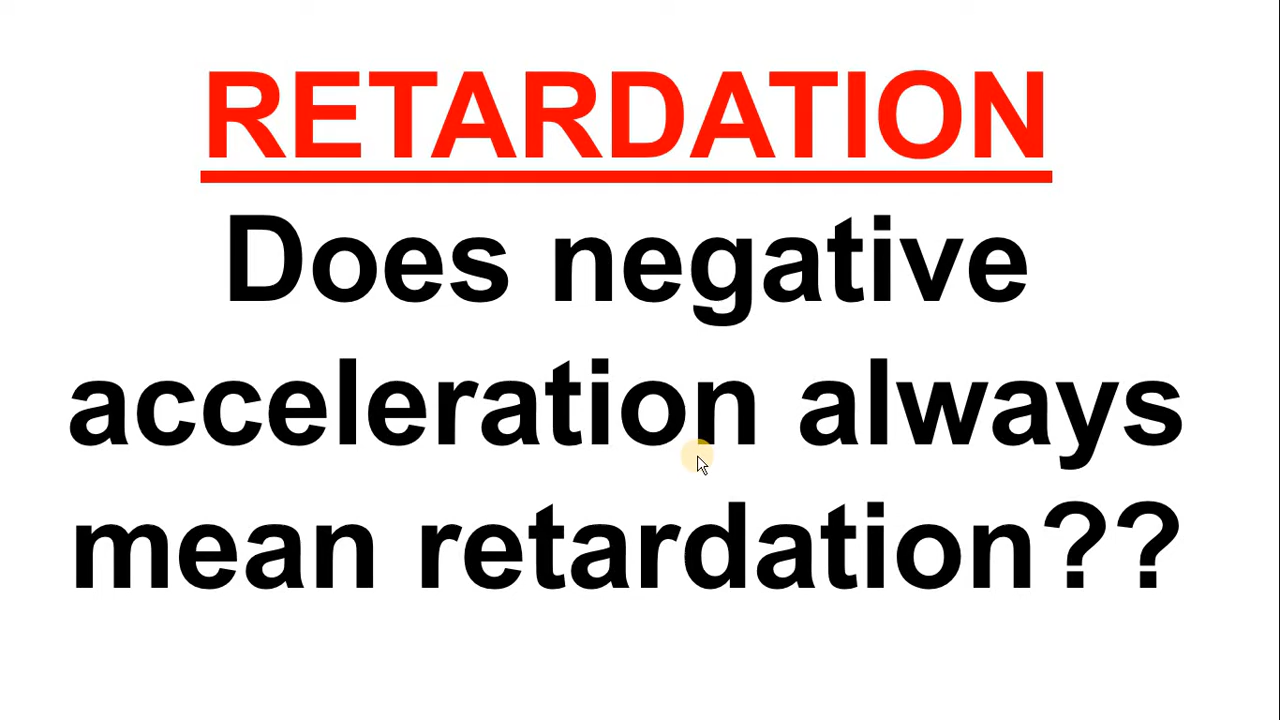 RETARDATION
Does negative
acceleration always
mean retardation??